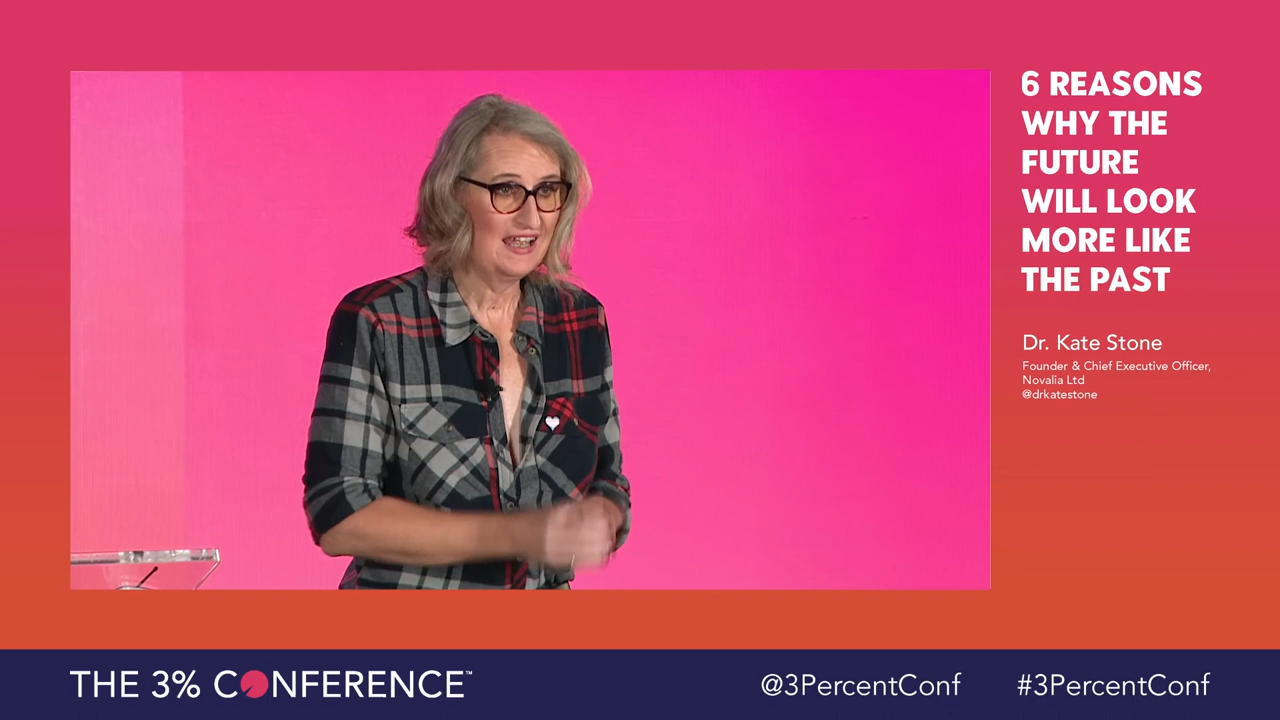 6 REASONS
WHY THE
FUTURE
WILL LOOK
MORE LIKE
THE PAST
Dr. Kate Stone
Founder & Chief Executive Officer,
Novalia Ltd
@drkatestone
THE 3% CONFERENCE™
@3PercentConf
#3PercentConf